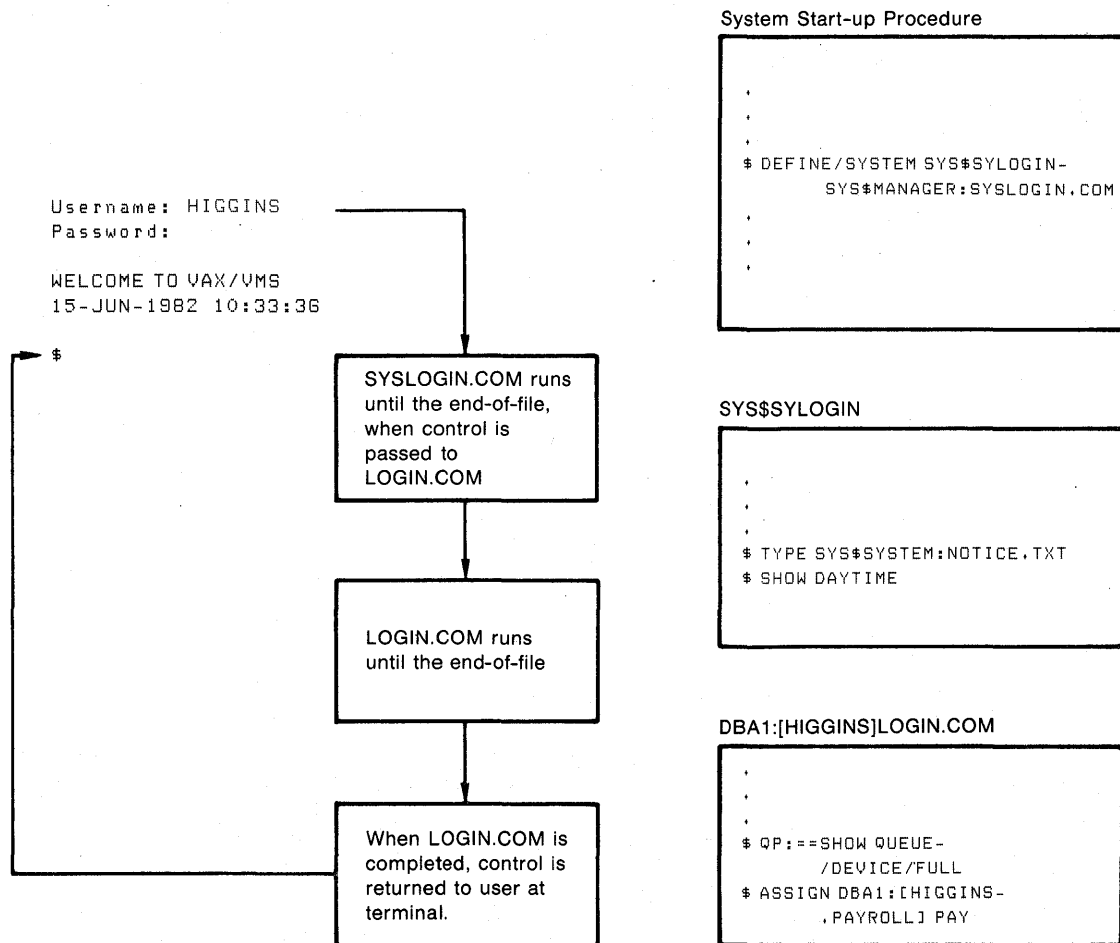 Username: HIGGINS
Password:
WELCOME TO VAX/VMS
15-JUN-1982 10:33:36
$
SYSLOGIN.COM runs
until the end-of-file,
when control is
passed to
LOGIN.COM
LOGIN.COM runs
until the end-of-file
When LOGIN.COM is
completed, control is
returned to user at
terminal.
System Start-up Procedure
.
.
.
$ DEFINE/SYSTEM SYS$SYLOGIN-
SYS$MANAGER:SYSLOGIN.COM
.
.
.
SYS$SYLOGIN
.
.
.
$ TYPE SYS$SYSTEM:NOTICE.TXT
$ SHOW DAYTIME
DBA1:[HIGGINS]LOGIN.COM
.
.
.
$ QP:==SHOW QUEUE-
/DEVICE/FULL
$ ASSIGN DBA1:[HIGGINS-
.PAYROLL] PAY